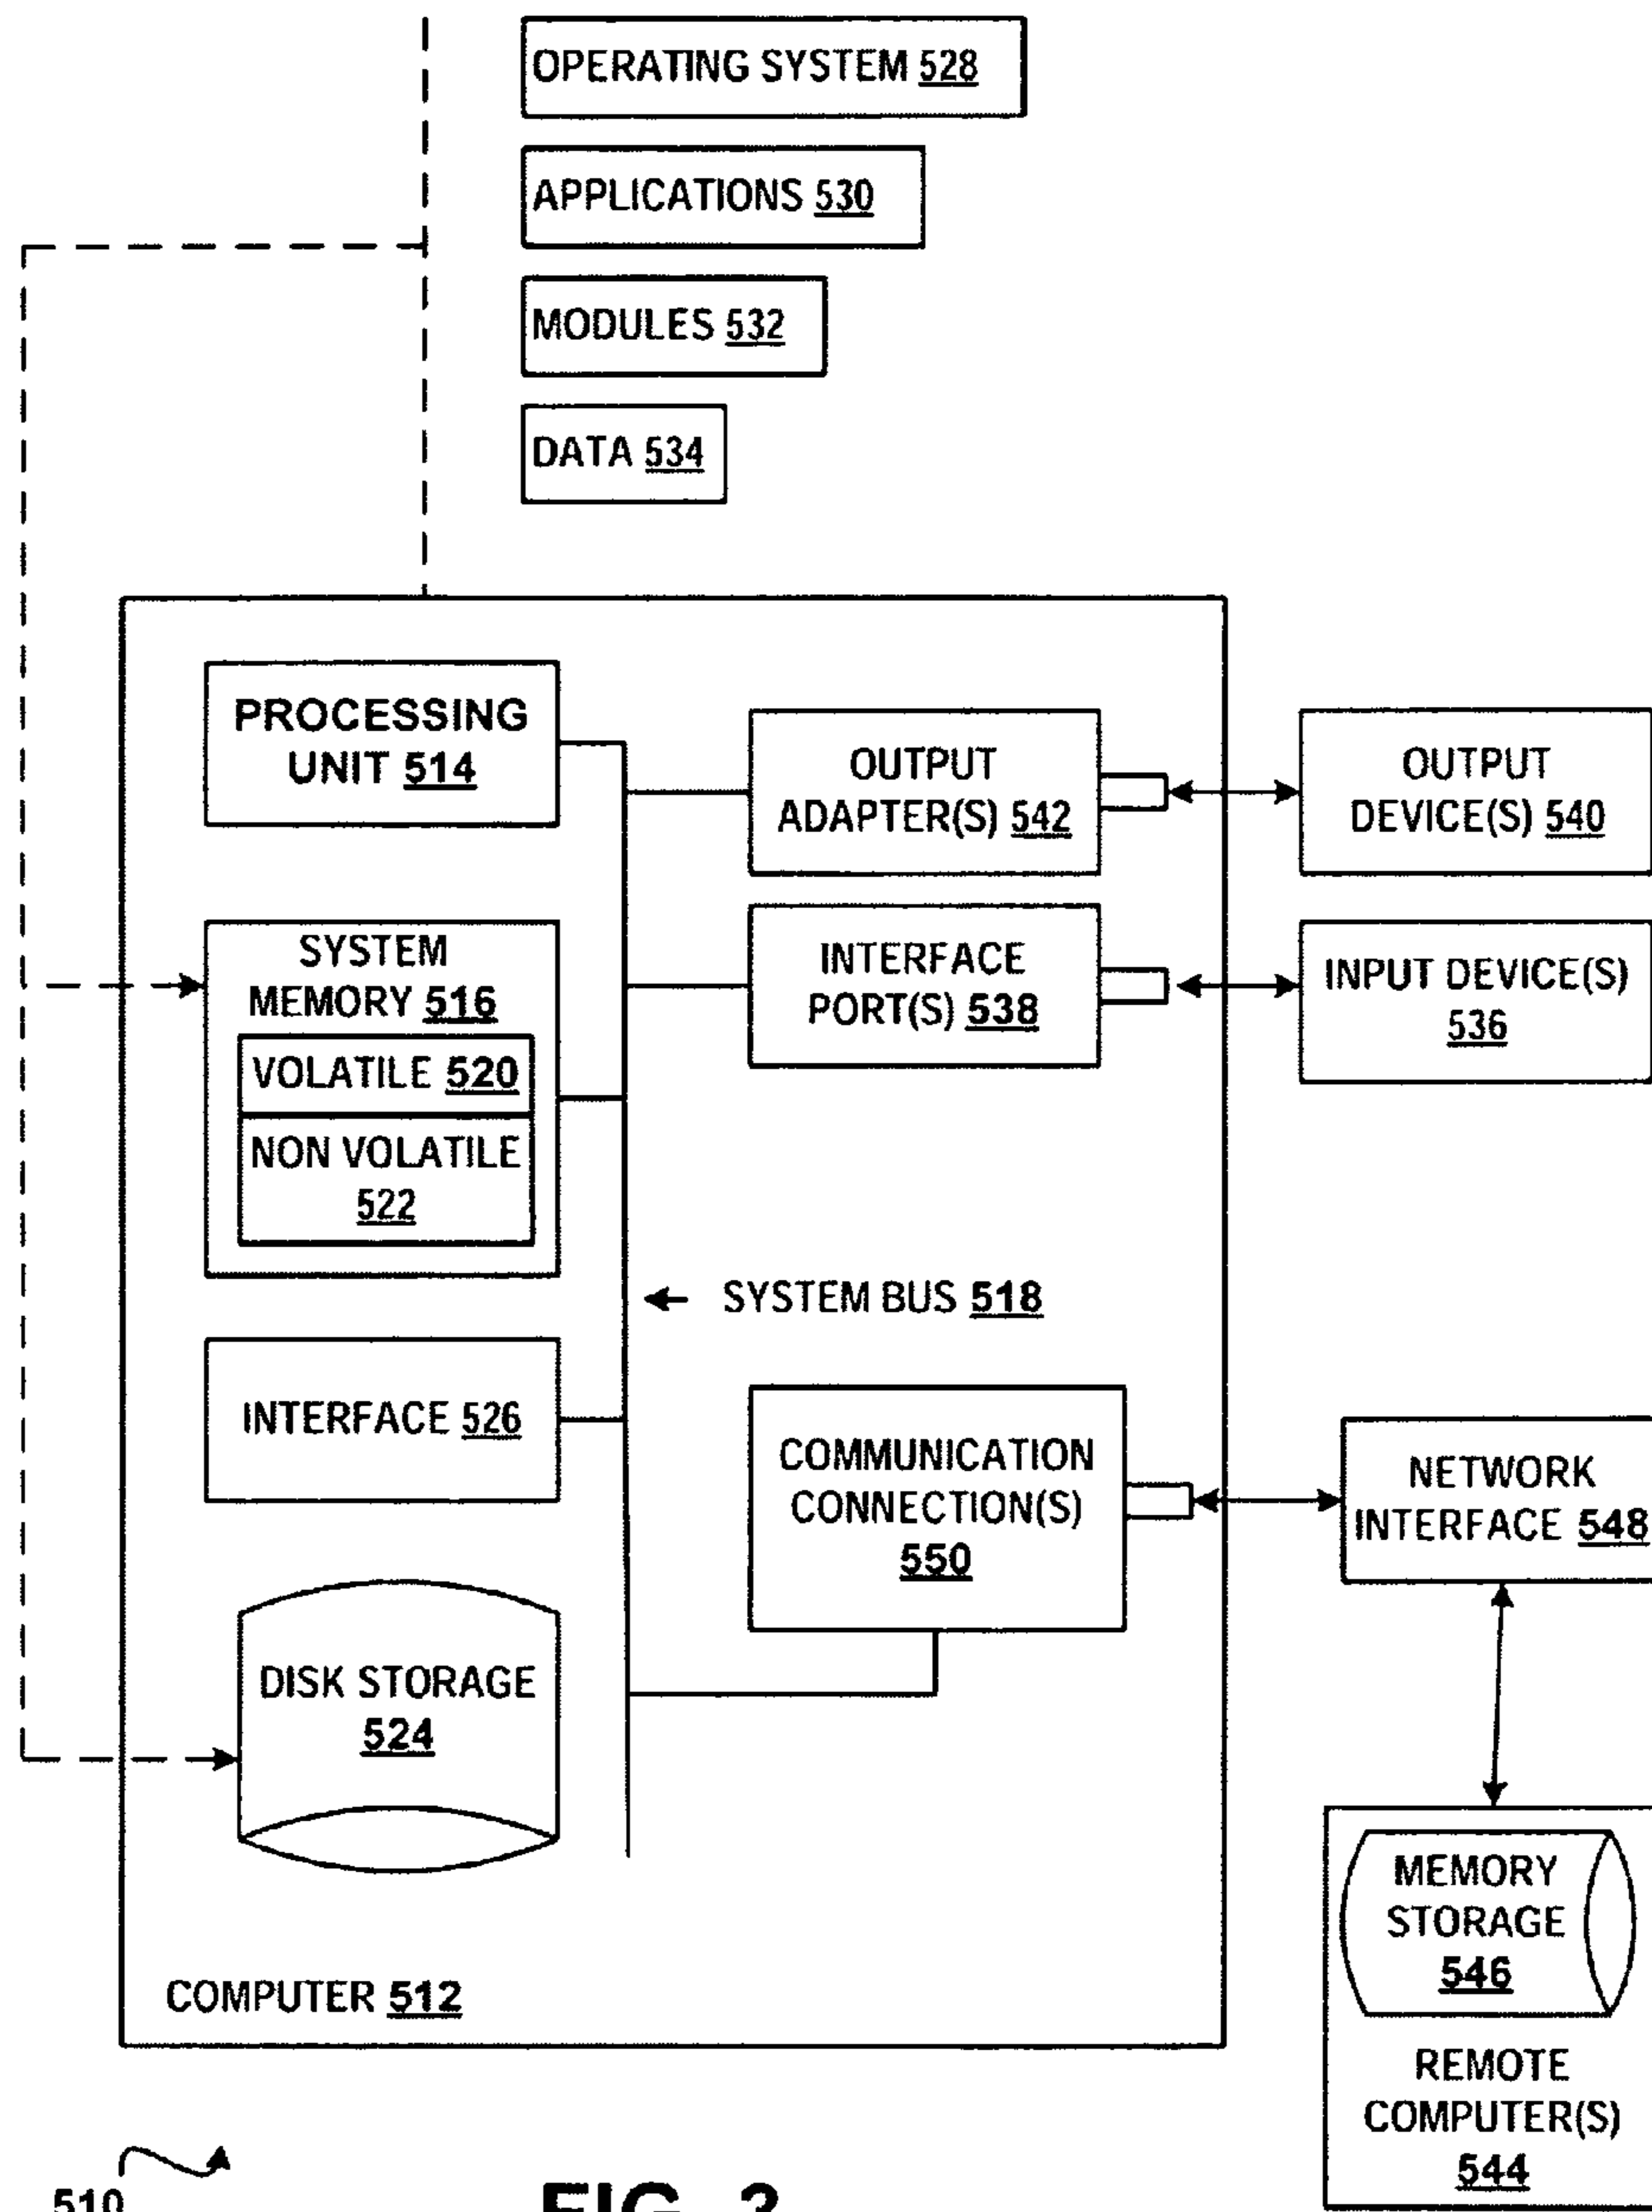 OPERATING SYSTEM 528
APPLICATIONS 530
MODULES 532
DATA 534
PROCESSING
UNIT 514
OUTPUT
ADAPTER(S) 542
OUTPUT
DEVICE(S) 540
SYSTEM
MEMORY 516
VOLATILE 520
NON VOLATILE
522
INTERFACE
PORT(S) 538
INPUT DEVICE(S)
536
SYSTEM BUS 518
INTERFACE 526
COMMUNICATION
CONNECTION(S)
550
NETWORK
INTERFACE 548
DISK STORAGE
524
MEMORY
STORAGE
546
REMOTE
COMPUTER(S)
544
COMPUTER 512
510
FIG.